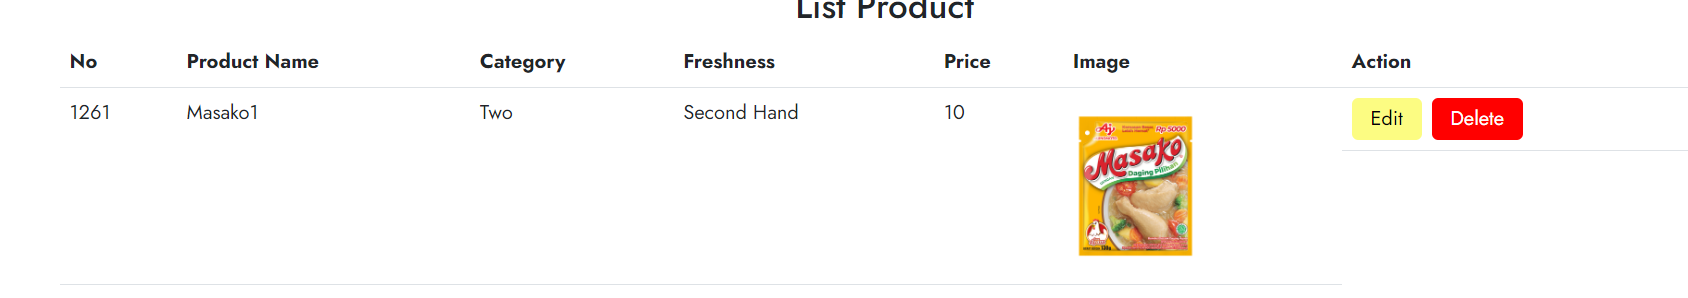 List Product
No Product Name Category Freshness Price Image Action
1261 Masako1 Two Second Hand 10 Edit Delete
Aji
Rp 5000
Masako
Daging Pilihan